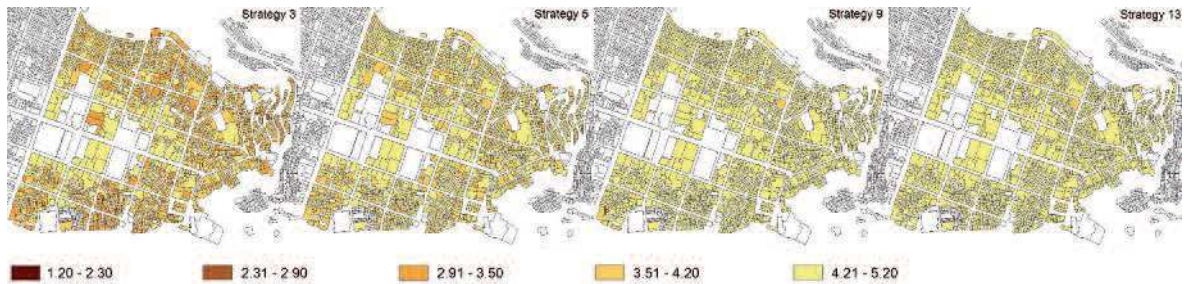 Strategy 3
Strategy 5
Strategy 9
Strategy 13
1.20 - 2.30
2.31 - 2.90
2.91 - 3.50
3.51 - 4.20
4.21 - 5.20